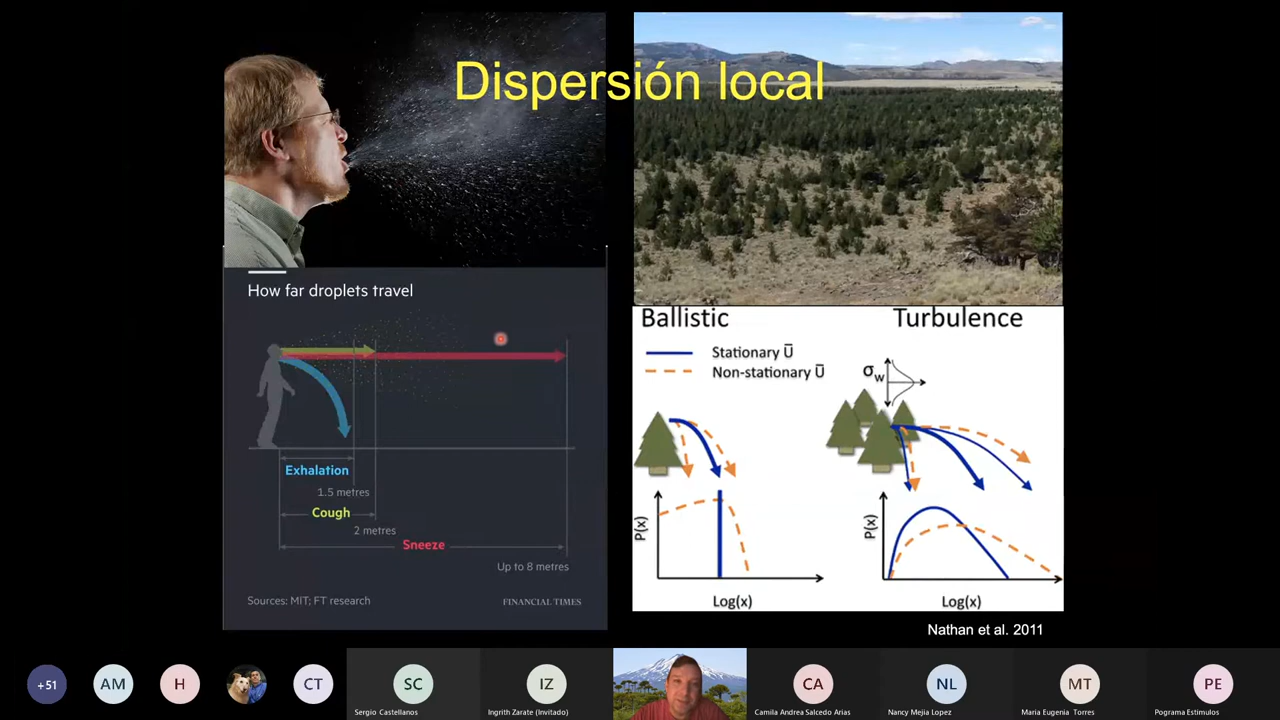 Dispersión local
How far droplets travel
Exhalation
1.5 metres
Cough
2 metres
Sneeze
Up to 8 metres
Sources: MIT; FT research
FINANCIAL TIMES
Ballistic
Turbulence
Stationary U̅
Non-stationary U̅
σw
P(x)
Log(x)
P(x)
Log(x)
Nathan et al. 2011
+51
AM
H
CT
SC
Sergio Castellanos
IZ
Ingrith Zarate (Invitado)
CA
Camila Andrea Salcedo Arias
NL
Nancy Mejia Lopez
MT
Maria Eugenia Torres
PE
Pograma Estimulos